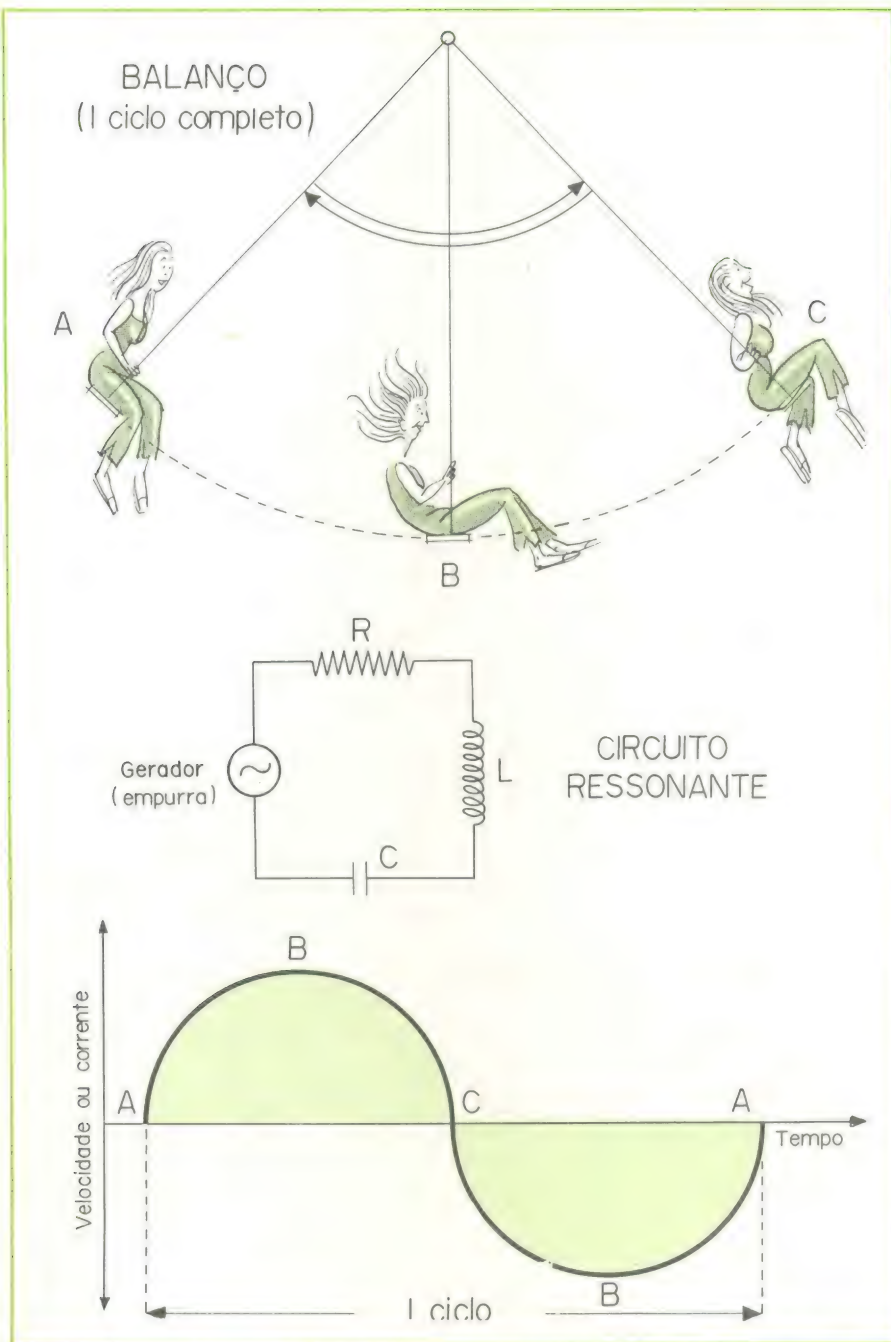 BALANÇO
(1 ciclo completo)
A
C
B
R
Gerador
(empurra)
L
CIRCUITO
RESSONANTE
C
B
Velocidade ou corrente
A
C
A
Tempo
B
1 ciclo